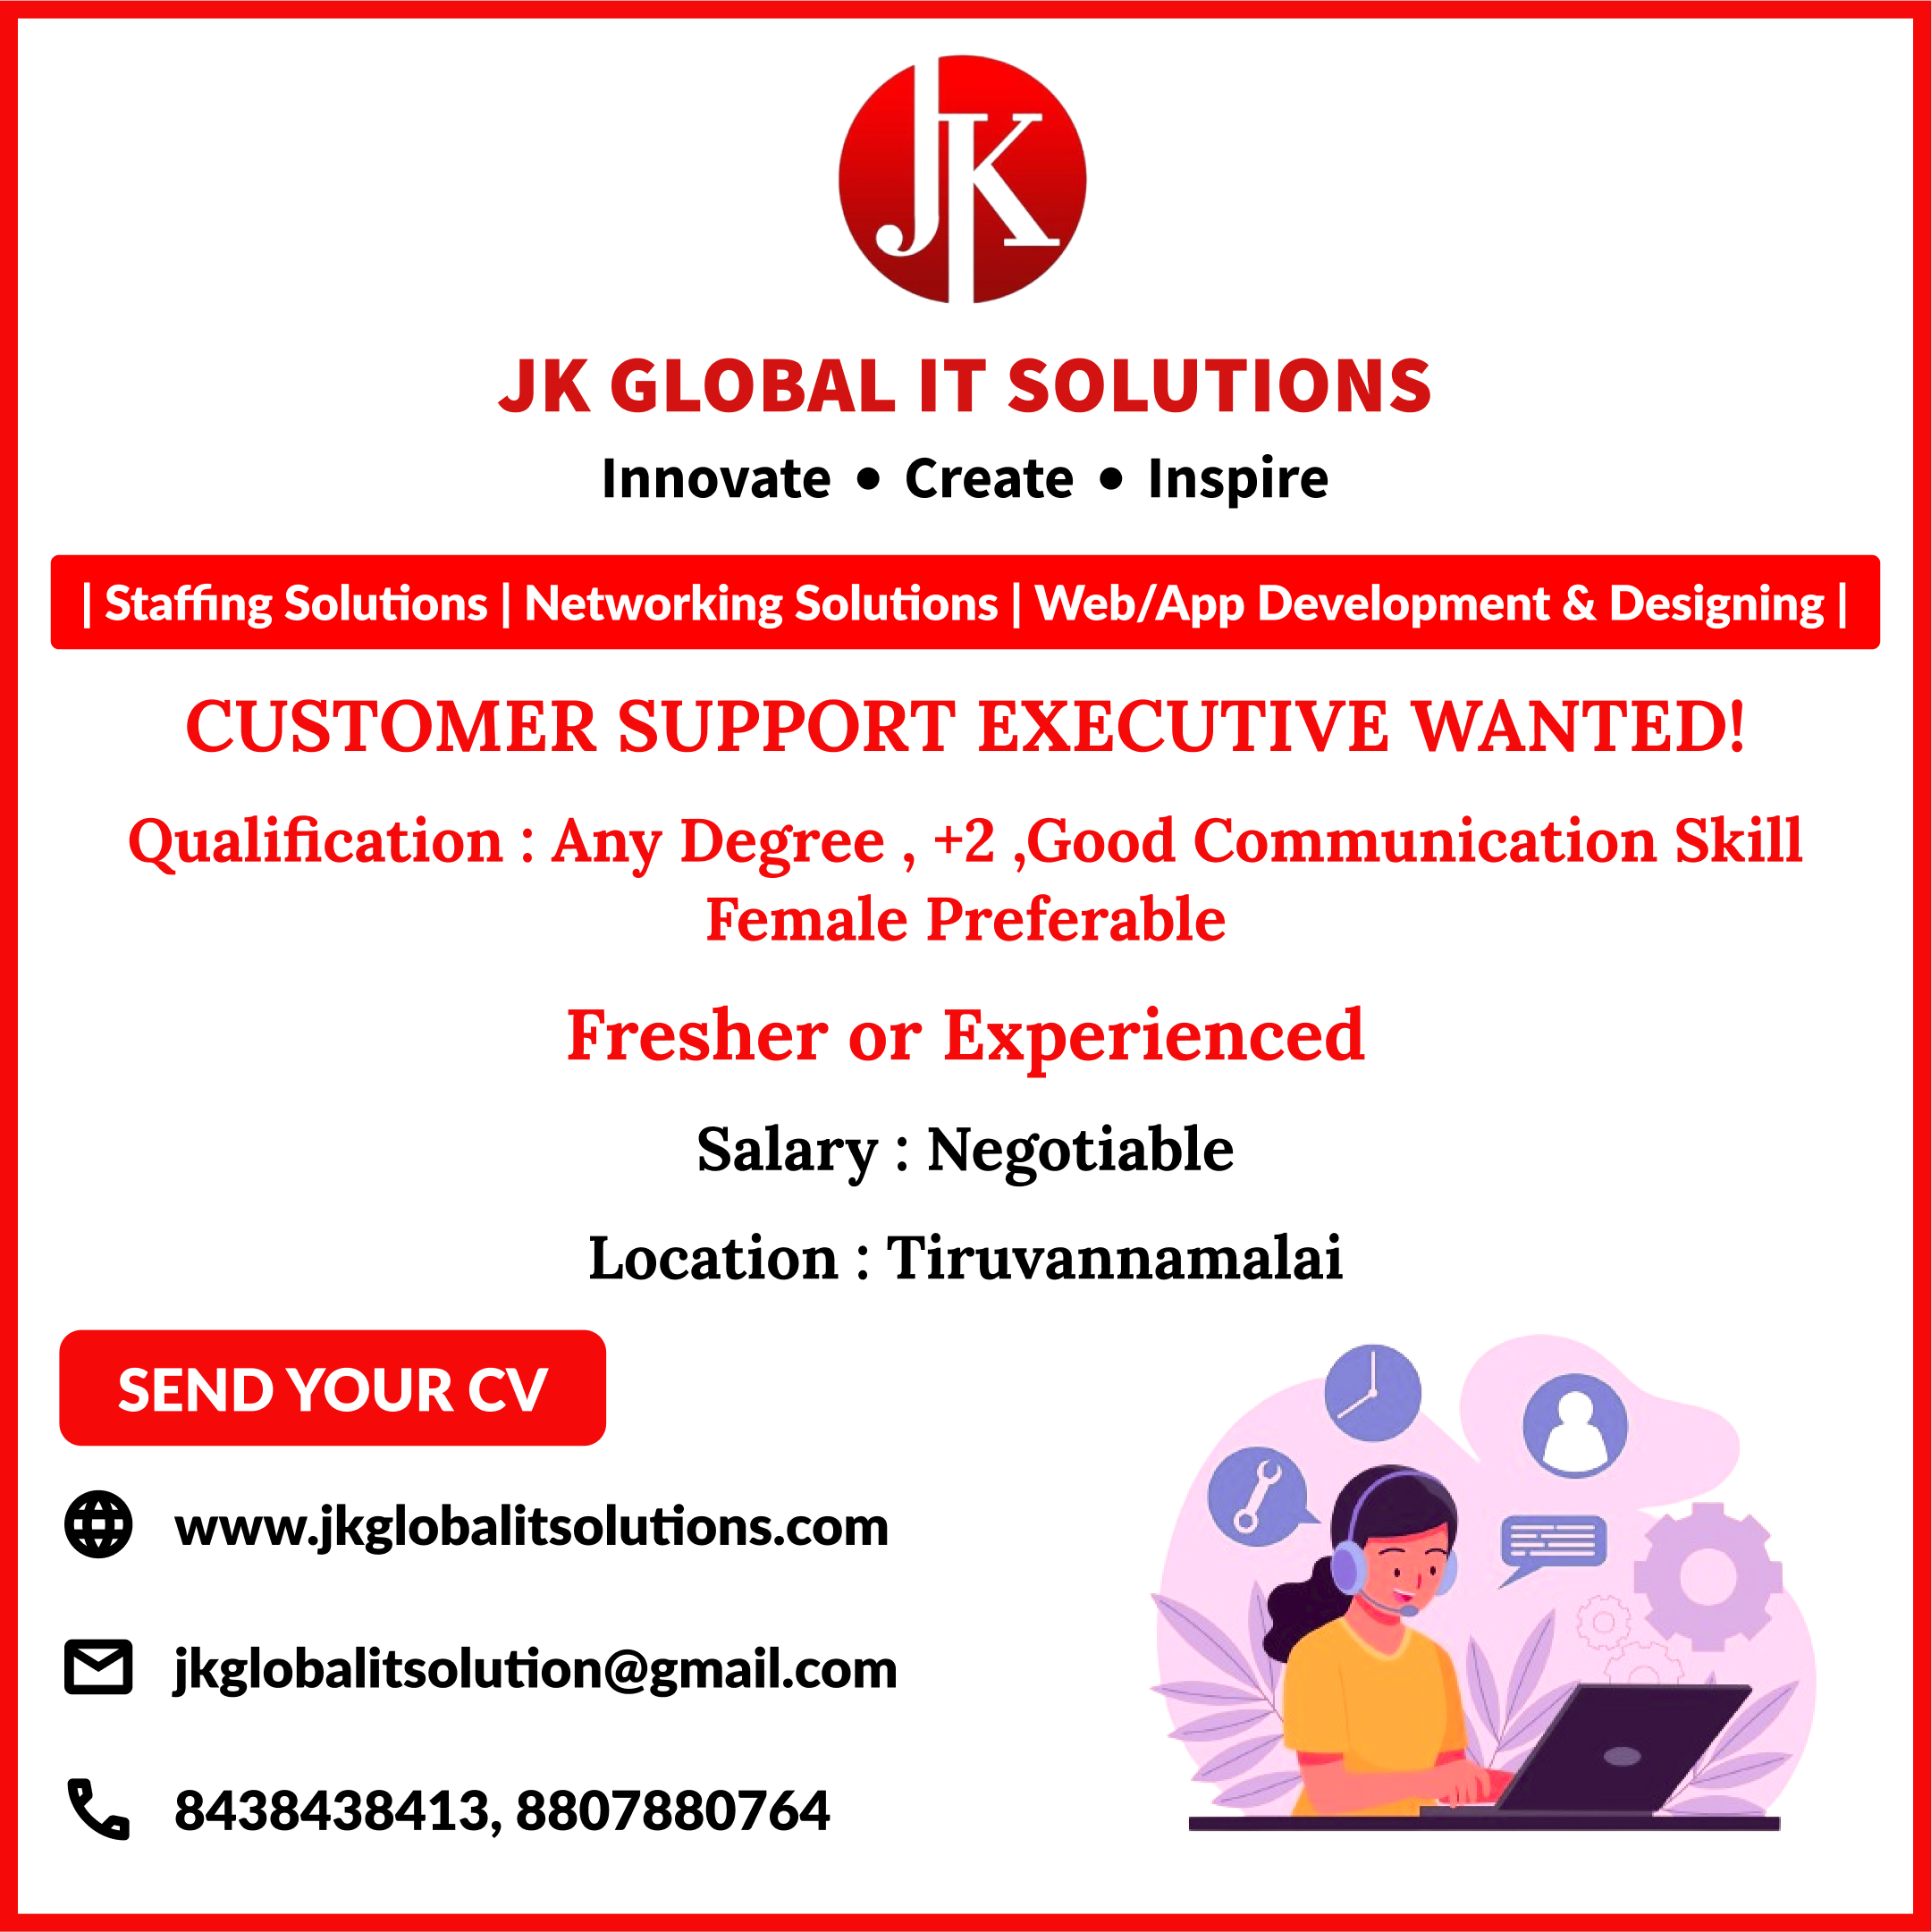 JK
JK GLOBAL IT SOLUTIONS
Innovate • Create • Inspire
| Staffing Solutions | Networking Solutions | Web/App Development & Designing |
CUSTOMER SUPPORT EXECUTIVE WANTED!
Qualification : Any Degree , +2 ,Good Communication Skill
Female Preferable
Fresher or Experienced
Salary : Negotiable
Location : Tiruvannamalai
SEND YOUR CV
www.jkglobalitsolutions.com
jkglobalitsolution@gmail.com
8438438413, 8807880764